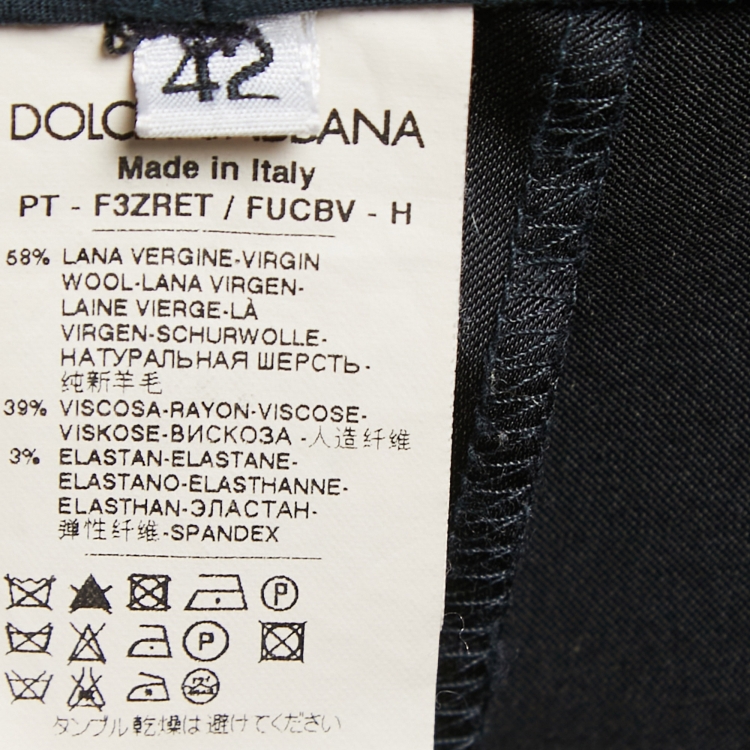 42
DOLC ANA
Made in Italy
PT - F3ZRET / FUCBV - H
58% LANA VERGINE-VIRGIN
WOOL-LANA VIRGEN-
LAINE VIERGE-LÀ
VIRGEN-SCHURWOLLE-
НАТУРАЛЬНАЯ ШЕРСТЬ-
纯新羊毛
39% VISCOSA-RAYON-VISCOSE-
VISKOSE-ВИСКОЗА -人造纤维
3% ELASTAN-ELASTANE-
ELASTANO-ELASTHANNE-
ELASTHAN-ЭЛАСТАН-
弹性纤维-SPANDEX
P
P
タンブル乾燥は避けてください